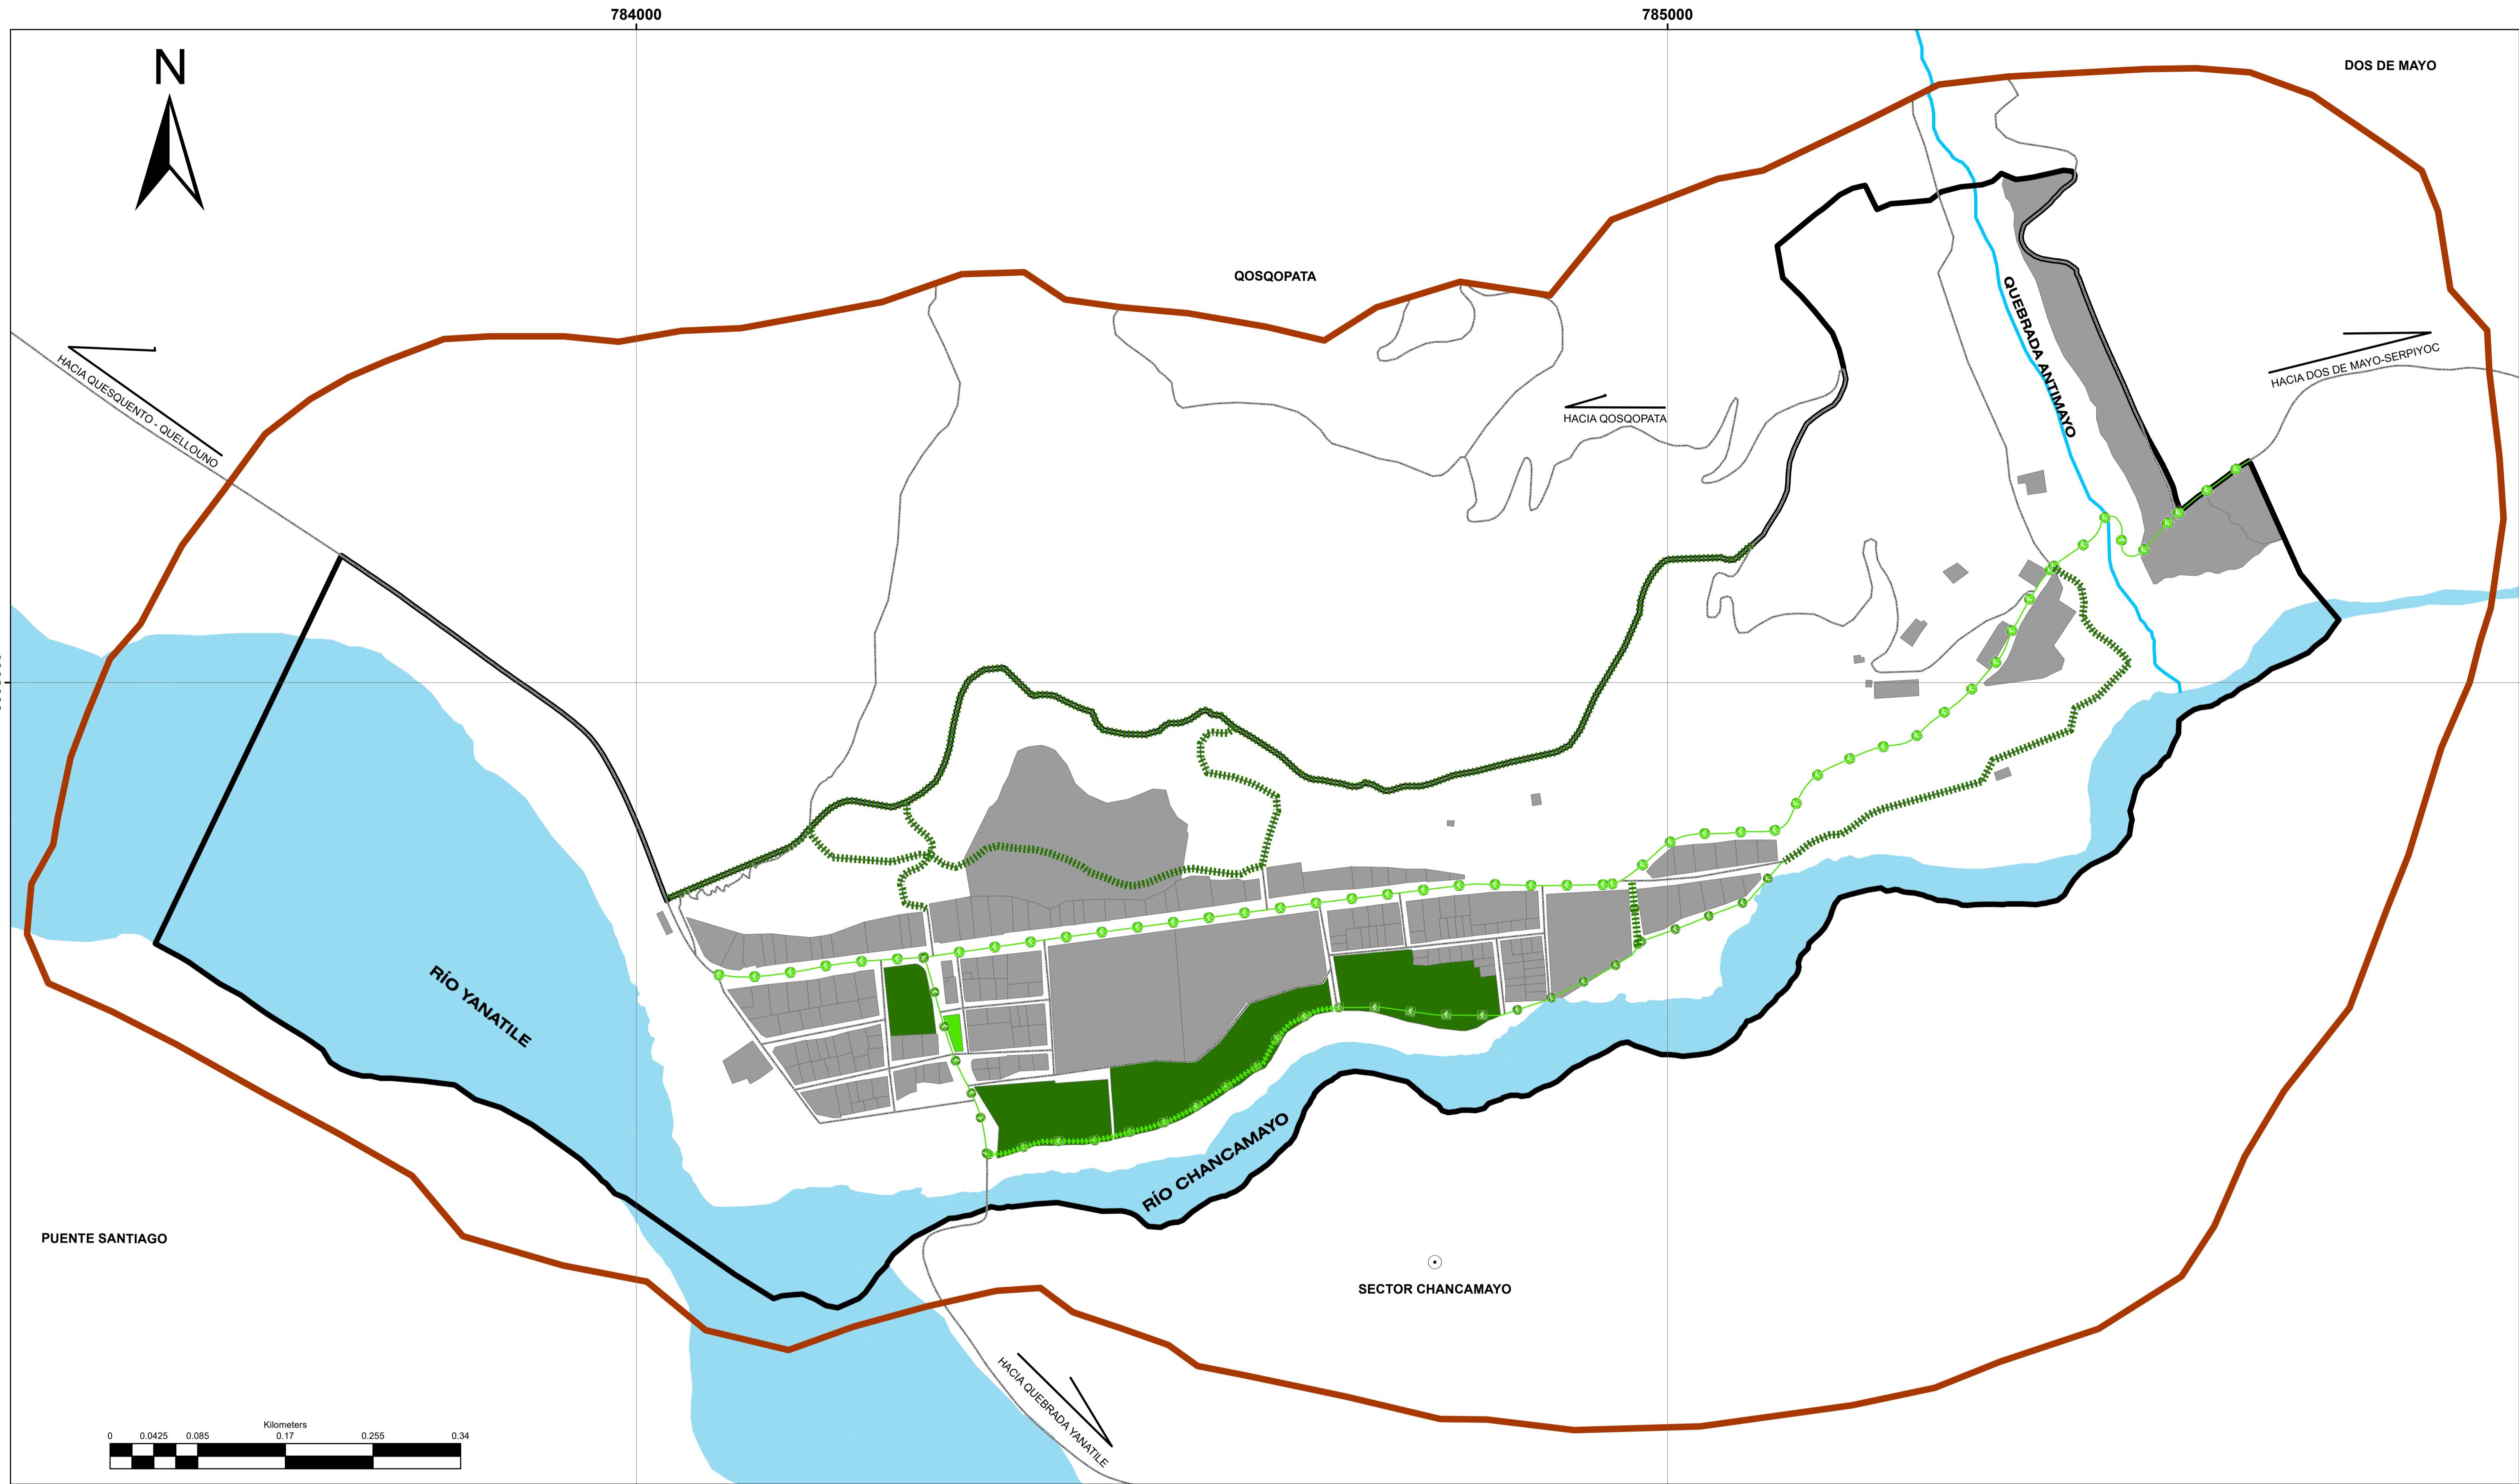 784000
785000
N
DOS DE MAYO
QOSQOPATA
QUEBRADA ANTIMAYO
HACIA QUESQUENTO - QUELLOUNO
HACIA DOS DE MAYO-SERPIYOC
HACIA QOSQOPATA
RÍO YANATILE
RÍO CHANCAMAYO
PUENTE SANTIAGO
SECTOR CHANCAMAYO
HACIA QUEBRADA YANATILE
Kilometers
0 0.0425 0.085 0.17 0.255 0.34